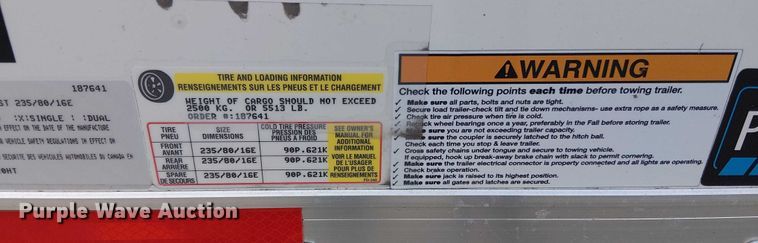 187641
ST 235/80/16E
:X:SINGLE : :DUAL
N EFFECT ON THE DATE OF THE MANUFACTURE
R VEHICLE SAFETY REGULATIONS IN EFFECT ON
SÉCURITÉ DES VÉHICULES AUTOMOBILES DU CANADA EN
TIRE AND LOADING INFORMATION
RENSEIGNEMENTS SUR LES PNEUS ET LE CHARGEMENT
WEIGHT OF CARGO SHOULD NOT EXCEED
2500 KG. OR 5513 LB.
ORDER #:187641
TIRE PNEU SIZE DIMENSIONS COLD TIRE PRESSURE PRESSION DES PNEUS À FROID
FRONT AVANT 235/80/16E 90P.621K
REAR ARRIÈRE 235/80/16E 90P.621K
SPARE DE SECOURS 235/80/16E 90P.621K
SEE OWNER'S
MANUAL FOR
ADDITIONAL
INFORMATION
VOIR LE MANUEL
DE L'USAGER
POUR PLUS DE
RENSEIGNEMENTS
WARNING
Check the following points each time before towing trailer.
✓ Make sure all parts, bolts and nuts are tight.
✓ Secure load trailer-check tilt and tie down mechanisms- use extra rope as a safety measure.
✓ Check tire air pressure when tire is cold.
✓ Repack wheel bearings once a year, preferably in the Fall before storing trailer.
✓ sure you are not exceeding trailer capacity.
✓ sure the coupler is securely latched to the hitch ball.
✓ Check each time you stop & leave trailer.
✓ Cross safety chains under tongue and secure to towing vehicle.
✓ If equipped, hook up break-away brake chain with slack to permit cornering.
✓ Make sure the trailer electrical connector is properly connected and all lights are operating.
✓ Check brake operation.
✓ Make sure jack is raised to its highest position.
✓ Make sure all gates and latches are secured.
P
Purple Wave Auction